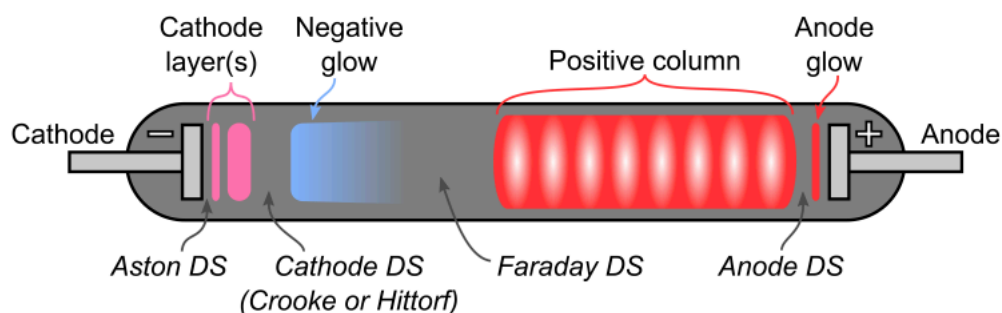 Cathode
layer(s)
Negative
glow
Positive column
Anode
glow
Cathode
−
+
Anode
Aston DS
Cathode DS
(Crooke or Hittorf)
Faraday DS
Anode DS